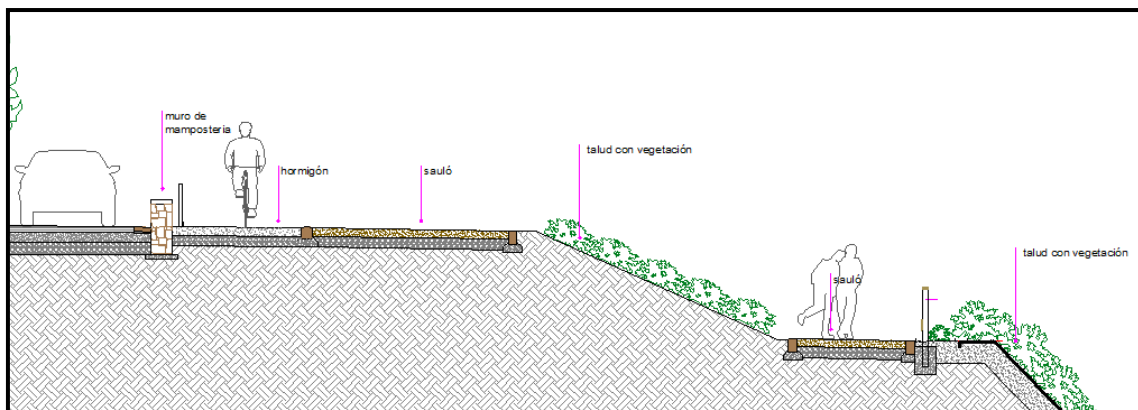 muro de
mamposteria
hormigón
sauló
talud con vegetación
sauló
talud con vegetación